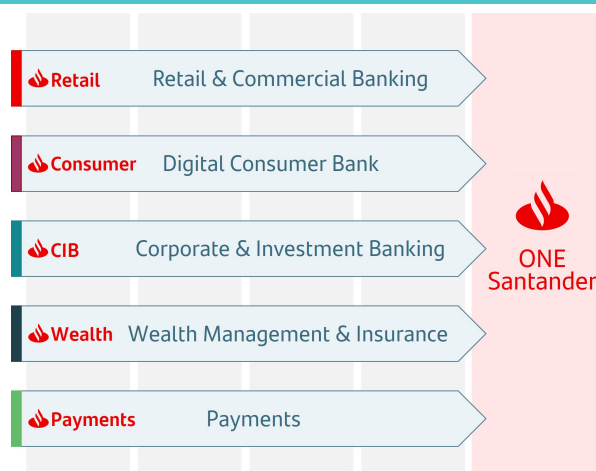 Retail Retail & Commercial Banking
Consumer Digital Consumer Bank
CIB Corporate & Investment Banking
Wealth Wealth Management & Insurance
Payments Payments
ONE
Santander